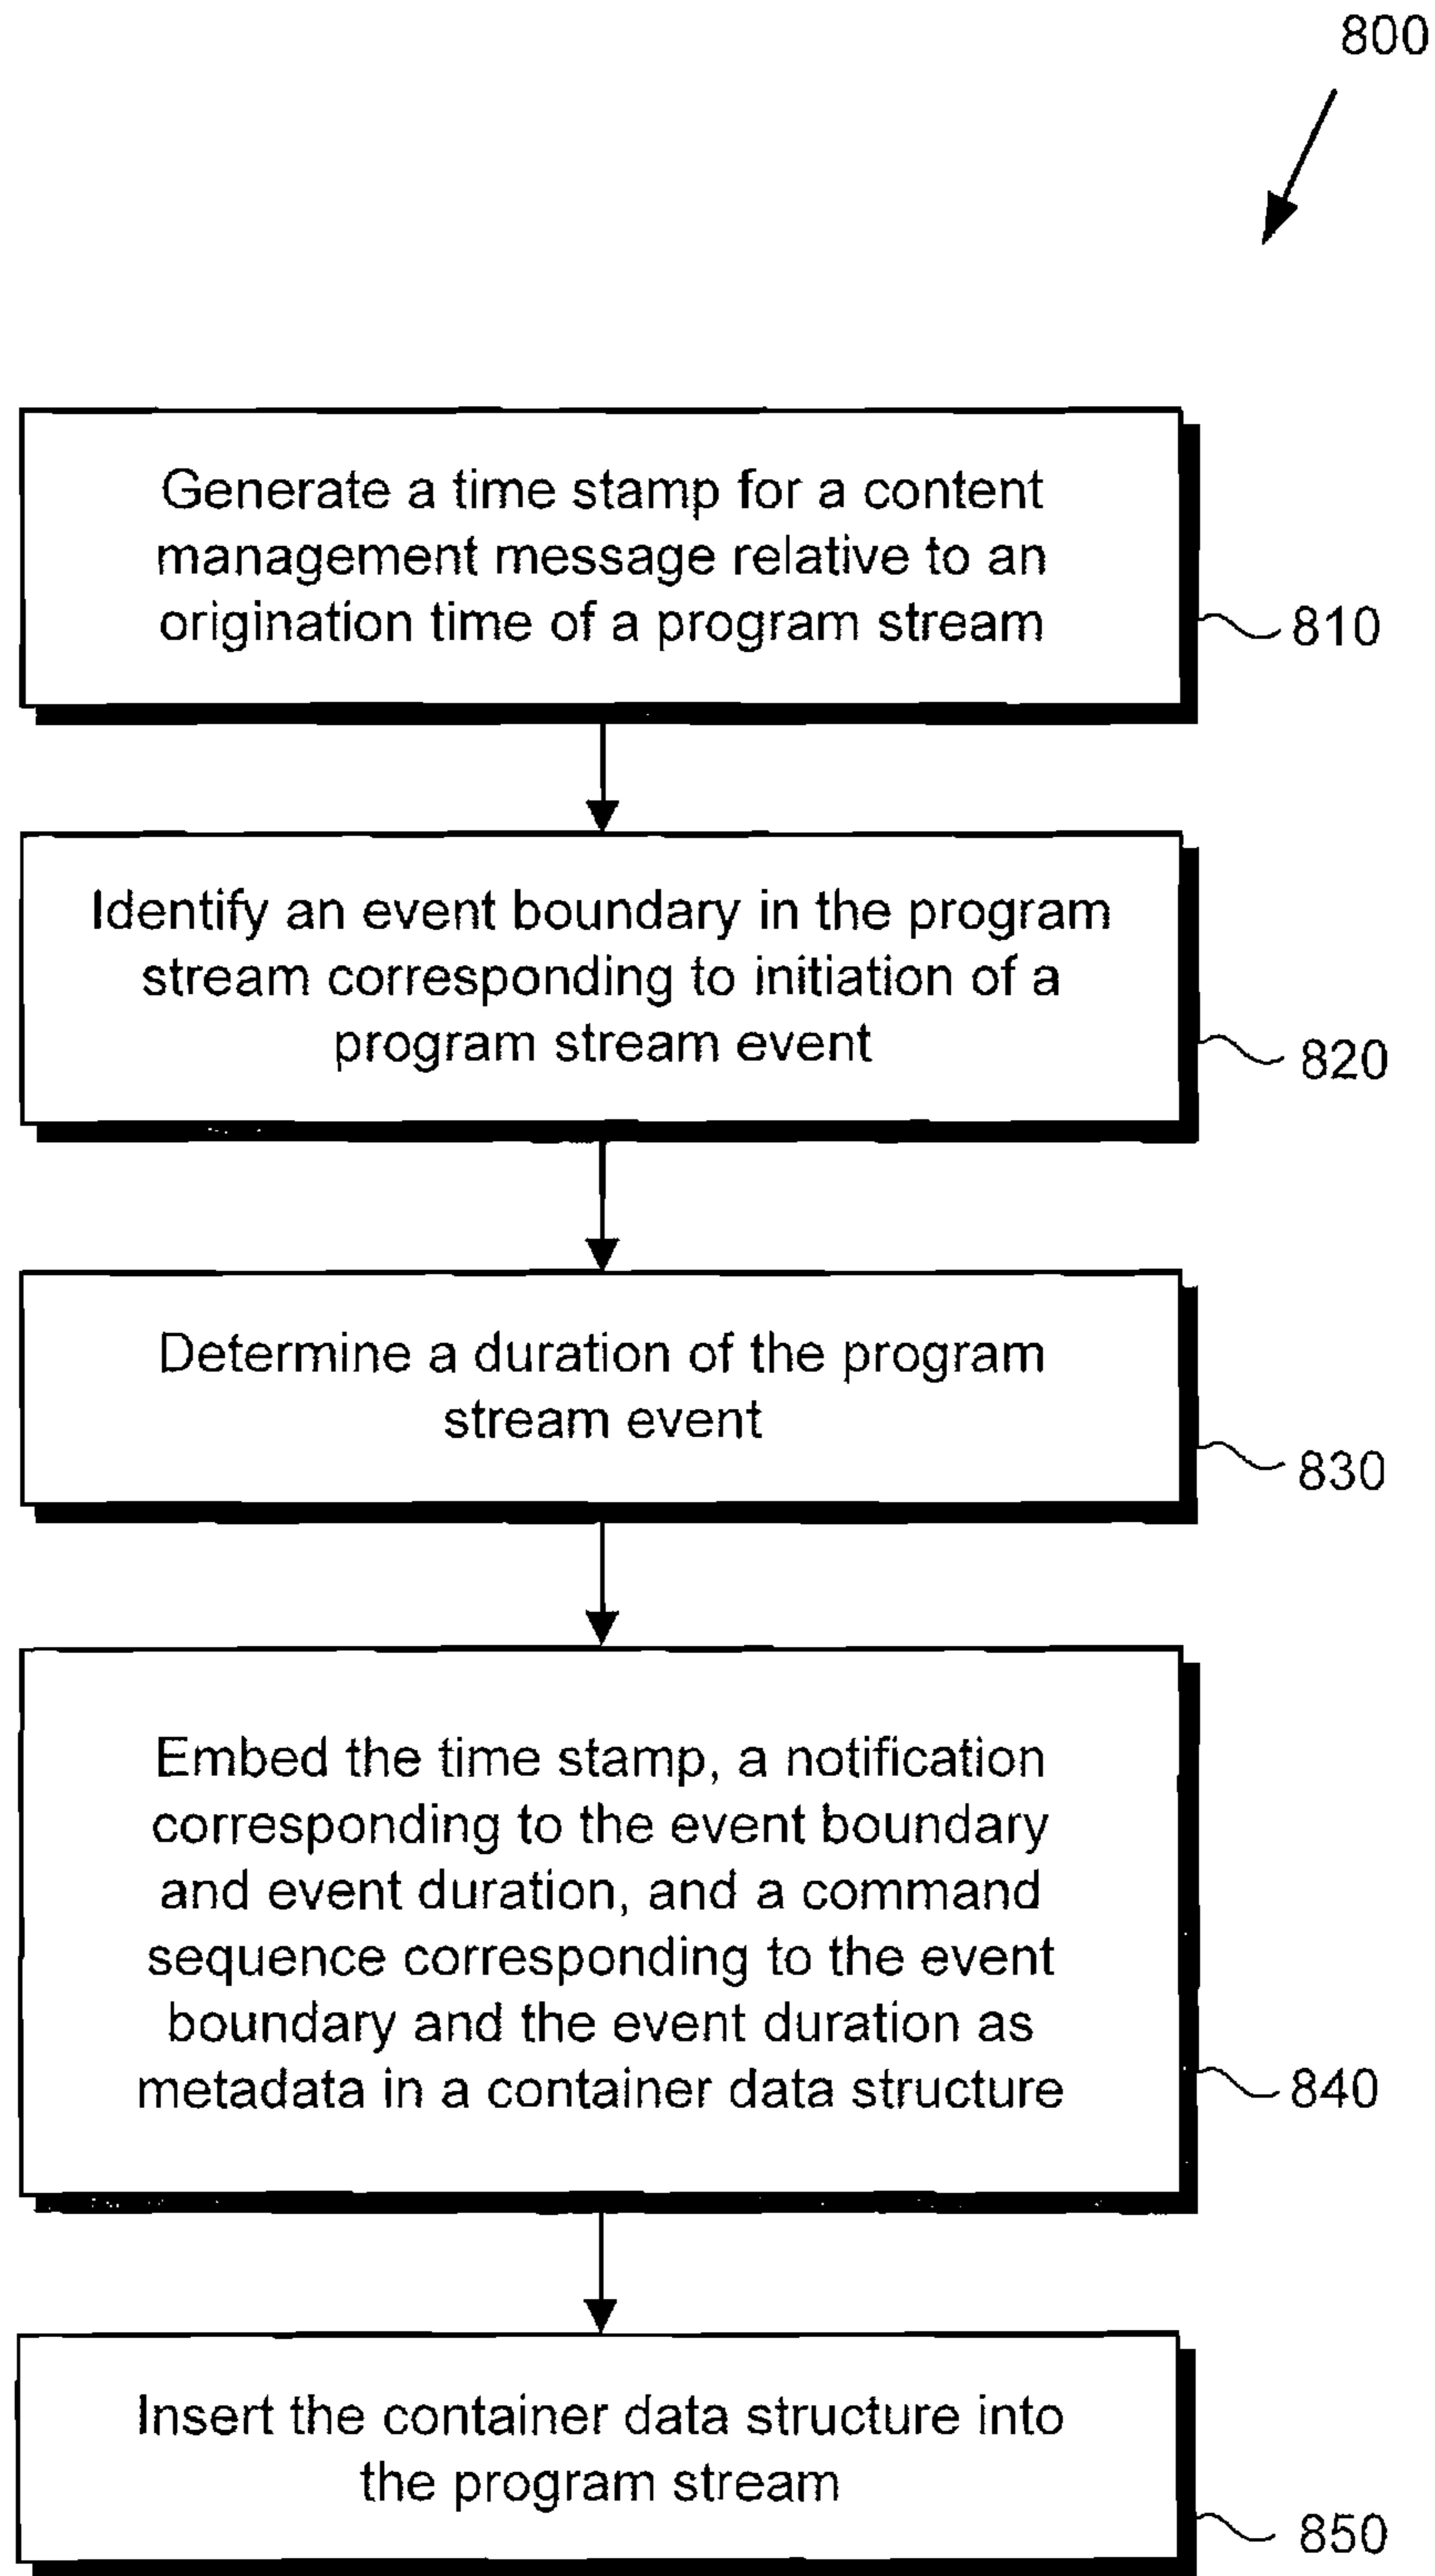 800
Generate a time stamp for a content
management message relative to an
origination time of a program stream
810
Identify an event boundary in the program
stream corresponding to initiation of a
program stream event
820
Determine a duration of the program
stream event
830
Embed the time stamp, a notification
corresponding to the event boundary
and event duration, and a command
sequence corresponding to the event
boundary and the event duration as
metadata in a container data structure
840
Insert the container data structure into
the program stream
850